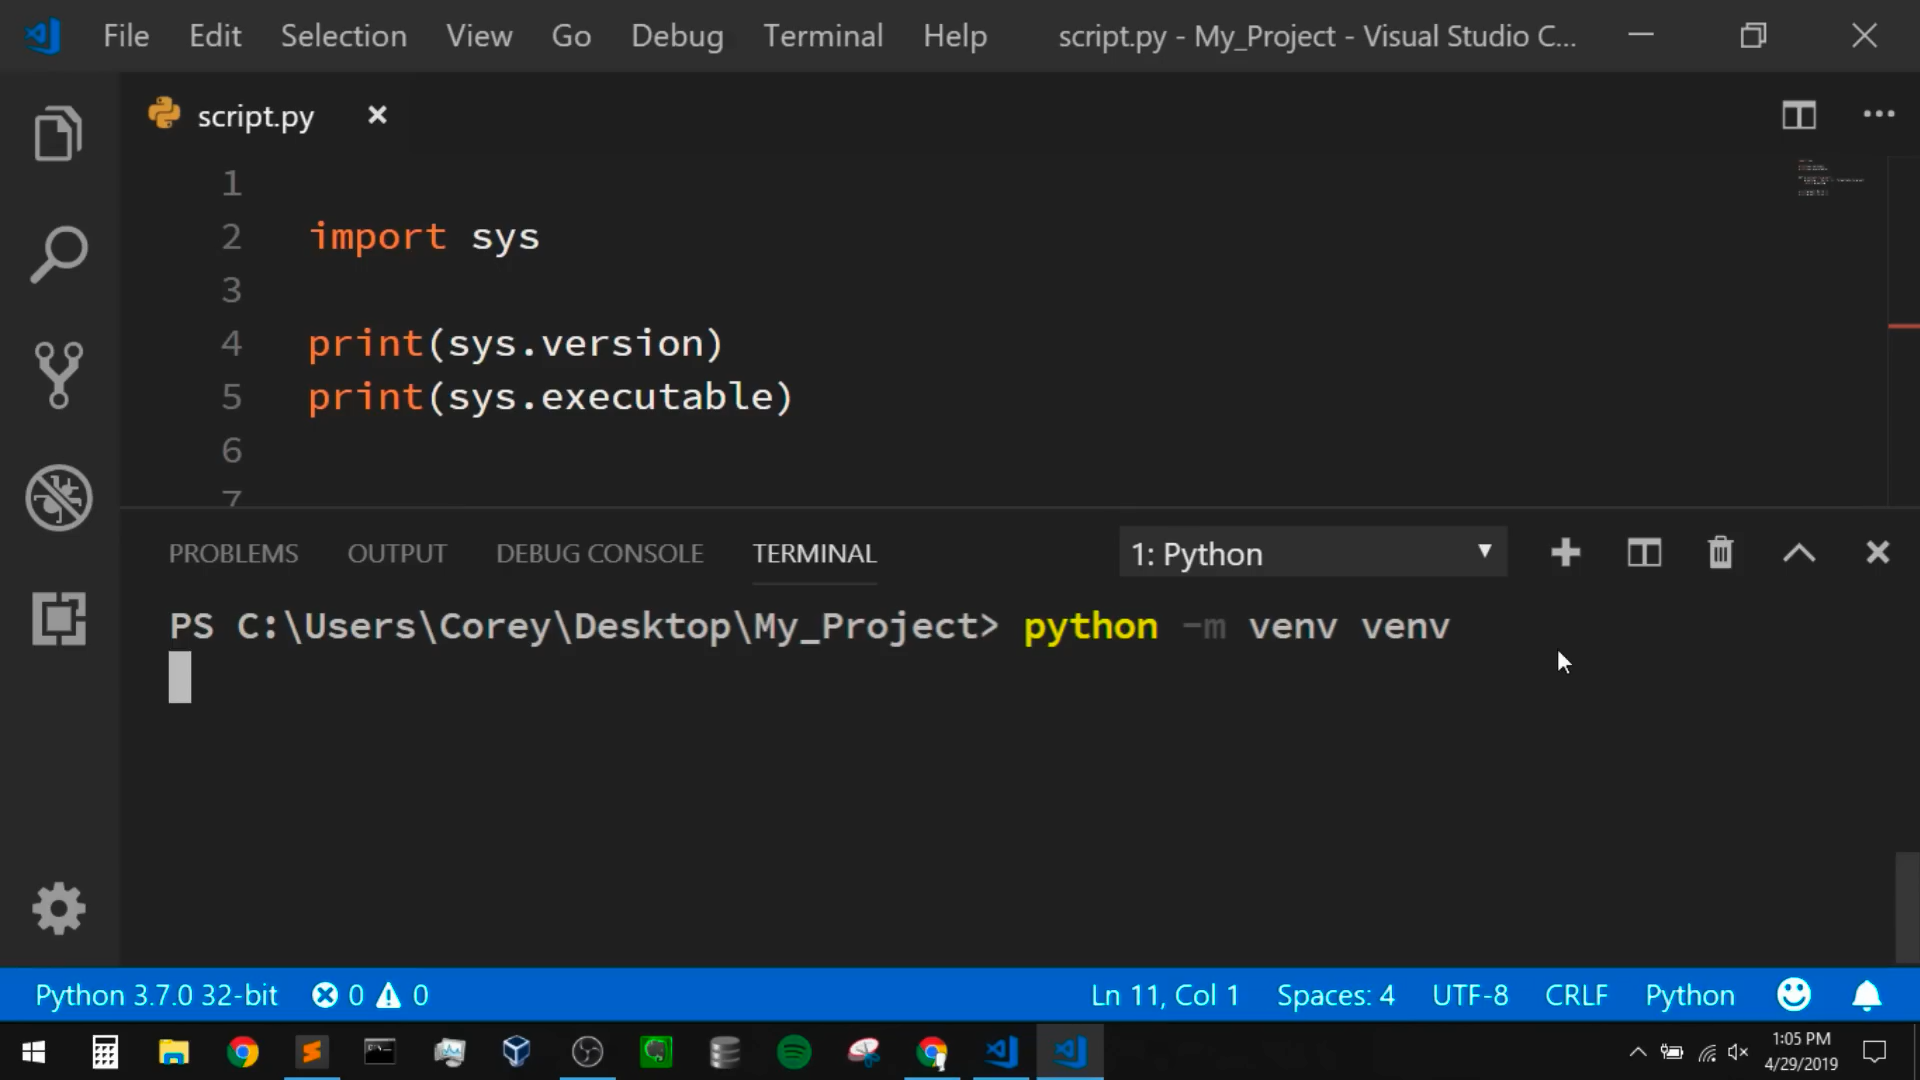 File Edit Selection View Go Debug Terminal Help script.py - My_Project - Visual Studio C...
script.py
1
2 import sys
3
4 print(sys.version)
5 print(sys.executable)
6
7
PROBLEMS OUTPUT DEBUG CONSOLE TERMINAL 1: Python
PS C:\Users\Corey\Desktop\My_Project> python -m venv venv
Python 3.7.0 32-bit 0 0 Ln 11, Col 1 Spaces: 4 UTF-8 CRLF Python
1:05 PM
4/29/2019